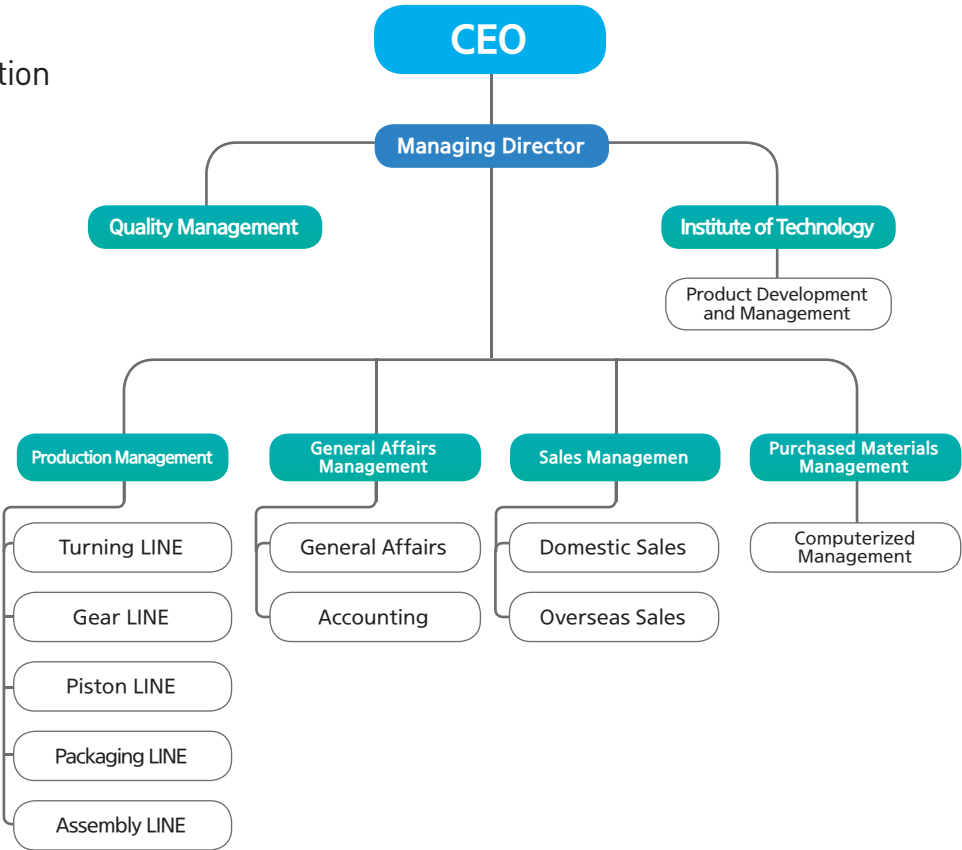 CEO
tion
Managing Director
Quality Management
Institute of Technology
Product Development
and Management
Production Management
General Affairs
Management
Sales Managemen
Purchased Materials
Management
Turning LINE
General Affairs
Domestic Sales
Computerized
Management
Gear LINE
Accounting
Overseas Sales
Piston LINE
Packaging LINE
Assembly LINE